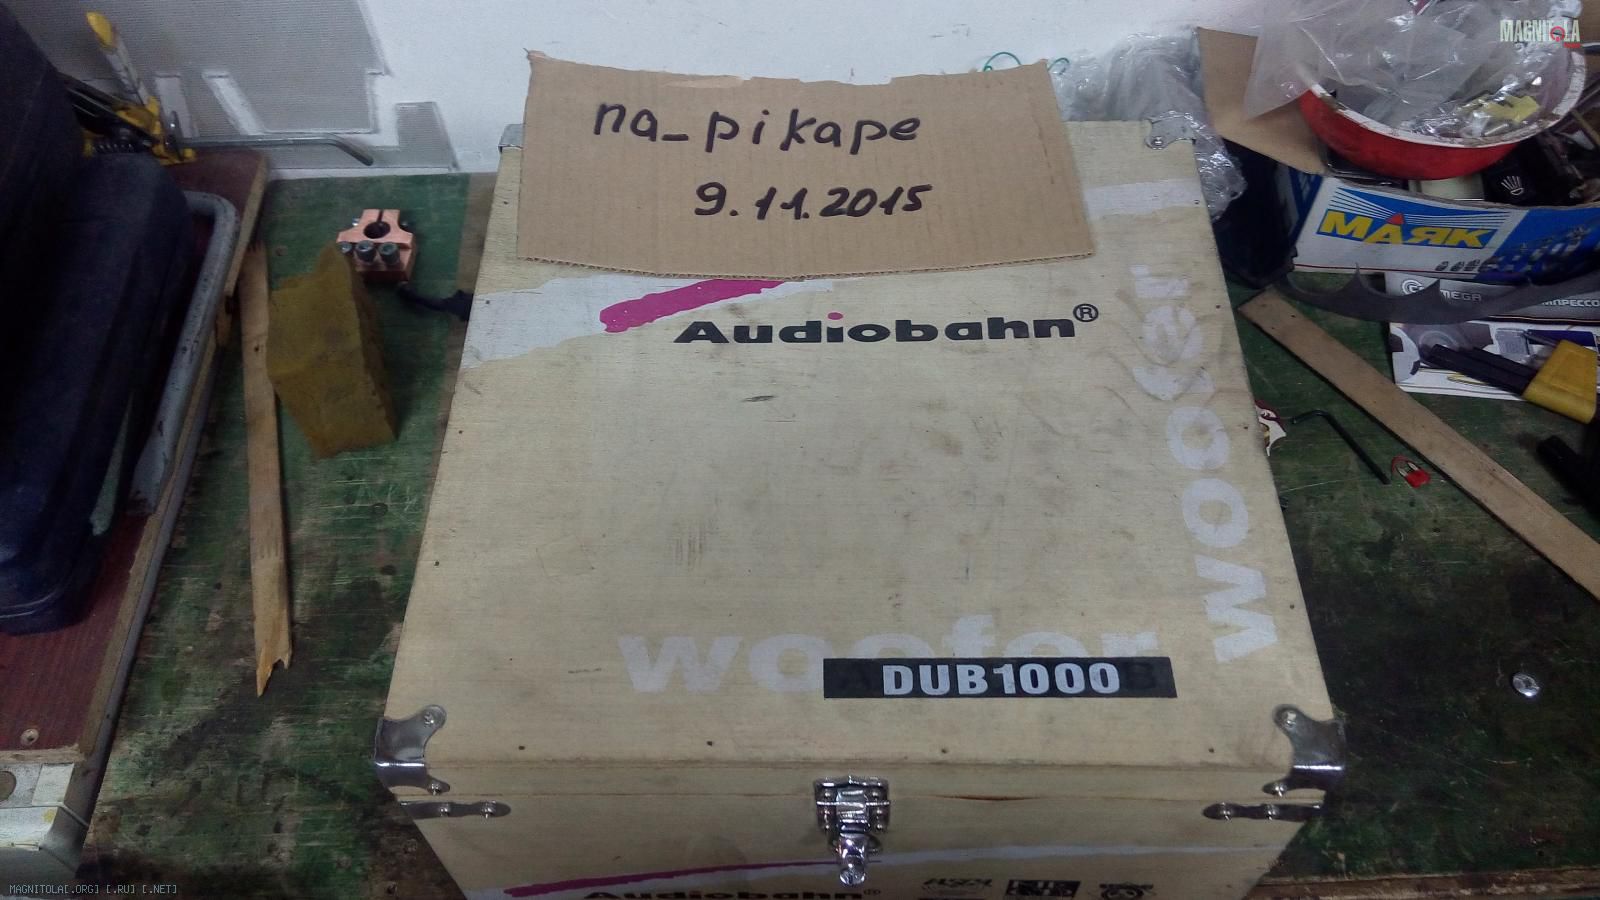 MAGNITOLA
na_pikape
9.11.2015
МАЯК
Audiobahn®
woofer
woofer
DUB1000
Audiobahn®
MAGNITOLA[.ORG] [.RU] [.NET]